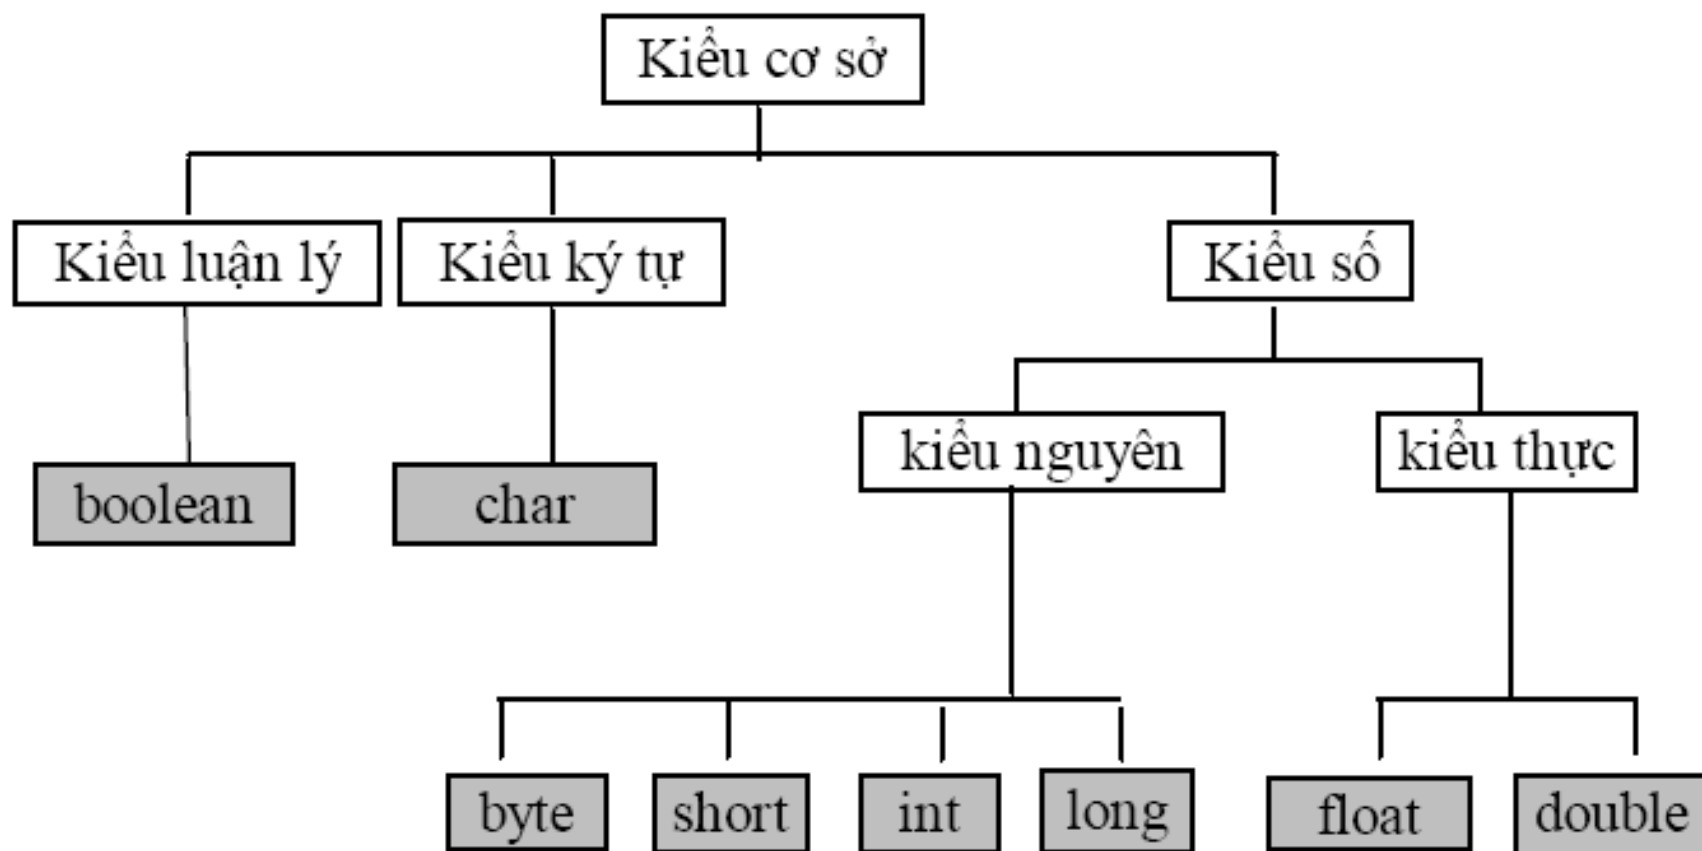 Kiểu cơ sở
Kiểu luận lý
Kiểu ký tự
Kiểu số
kiểu nguyên
kiểu thực
boolean
char
byte
short
int
long
float
double